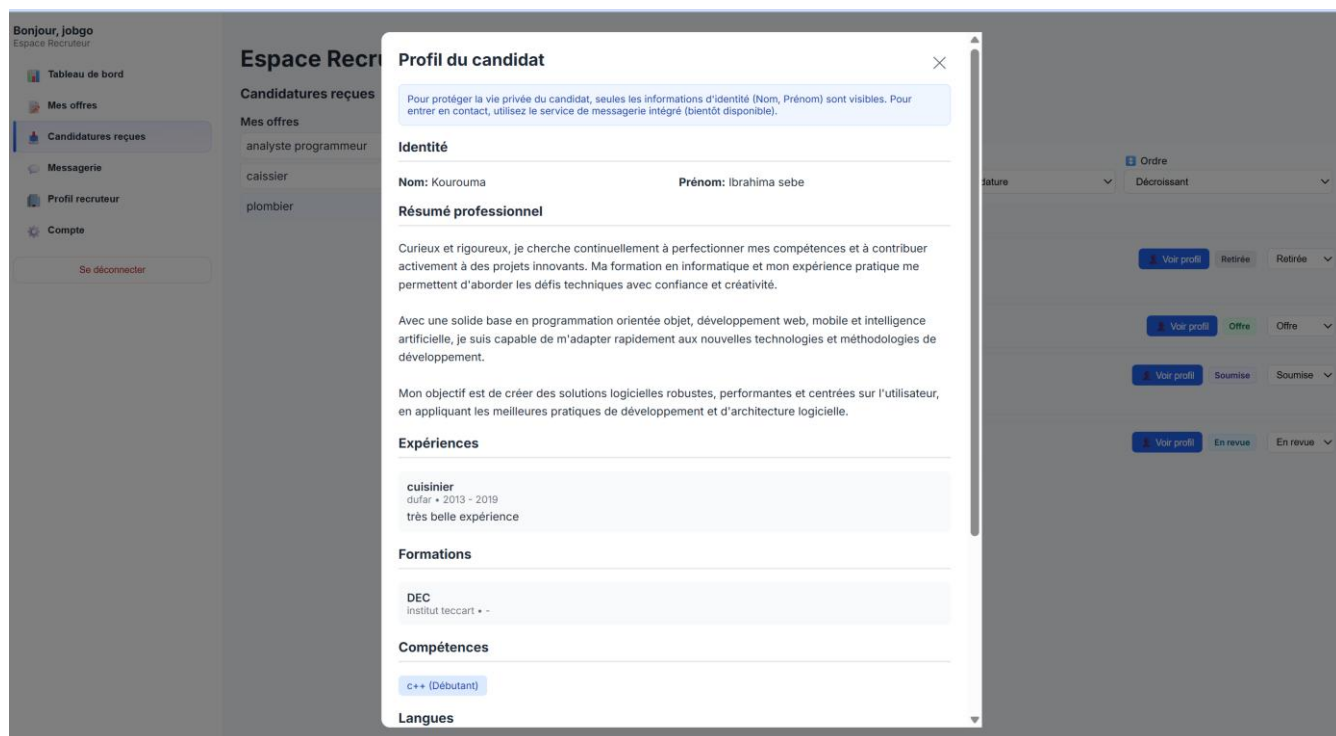 Bonjour, jobgo
Espace Recruteur
Tableau de bord
Mes offres
Candidatures reçues
Messagerie
Profil recruteur
Compte
Se déconnecter
Espace Recr
Candidatures reçues
Mes offres
analyste programmeur
caissier
plombier
Profil du candidat
Pour protéger la vie privée du candidat, seules les informations d'identité (Nom, Prénom) sont visibles. Pour
entrer en contact, utilisez le service de messagerie intégré (bientôt disponible).
Identité
Nom: Kourouma Prénom: Ibrahima sebe
Résumé professionnel
Curieux et rigoureux, je cherche continuellement à perfectionner mes compétences et à contribuer
activement à des projets innovants. Ma formation en informatique et mon expérience pratique me
permettent d'aborder les défis techniques avec confiance et créativité.
Avec une solide base en programmation orientée objet, développement web, mobile et intelligence
artificielle, je suis capable de m'adapter rapidement aux nouvelles technologies et méthodologies de
développement.
Mon objectif est de créer des solutions logicielles robustes, performantes et centrées sur l'utilisateur,
en appliquant les meilleures pratiques de développement et d'architecture logicielle.
Expériences
cuisinier
dufar • 2013 - 2019
très belle expérience
Formations
DEC
institut teccart • -
Compétences
c++ (Débutant)
Langues
Ordre
dature Décroissant
Voir profil Retirée Retirée
Voir profil Offre Offre
Voir profil Soumise Soumise
Voir profil En revue En revue